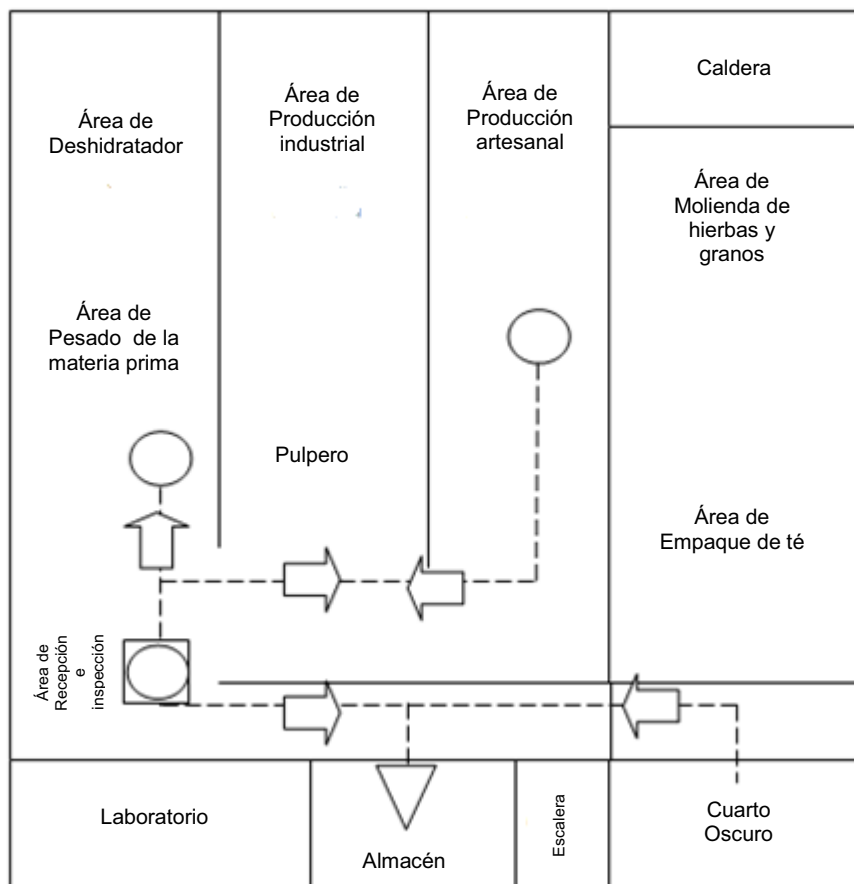 Área de
Deshidratador
Área de
Producción
industrial
Área de
Producción
artesanal
Caldera
Área de
Molienda de
hierbas y
granos
Área de
Pesado de la
materia prima
Pulpero
Área de
Empaque de té
Área de
Recepción
e
inspección
Laboratorio
Almacén
Escalera
Cuarto
Oscuro